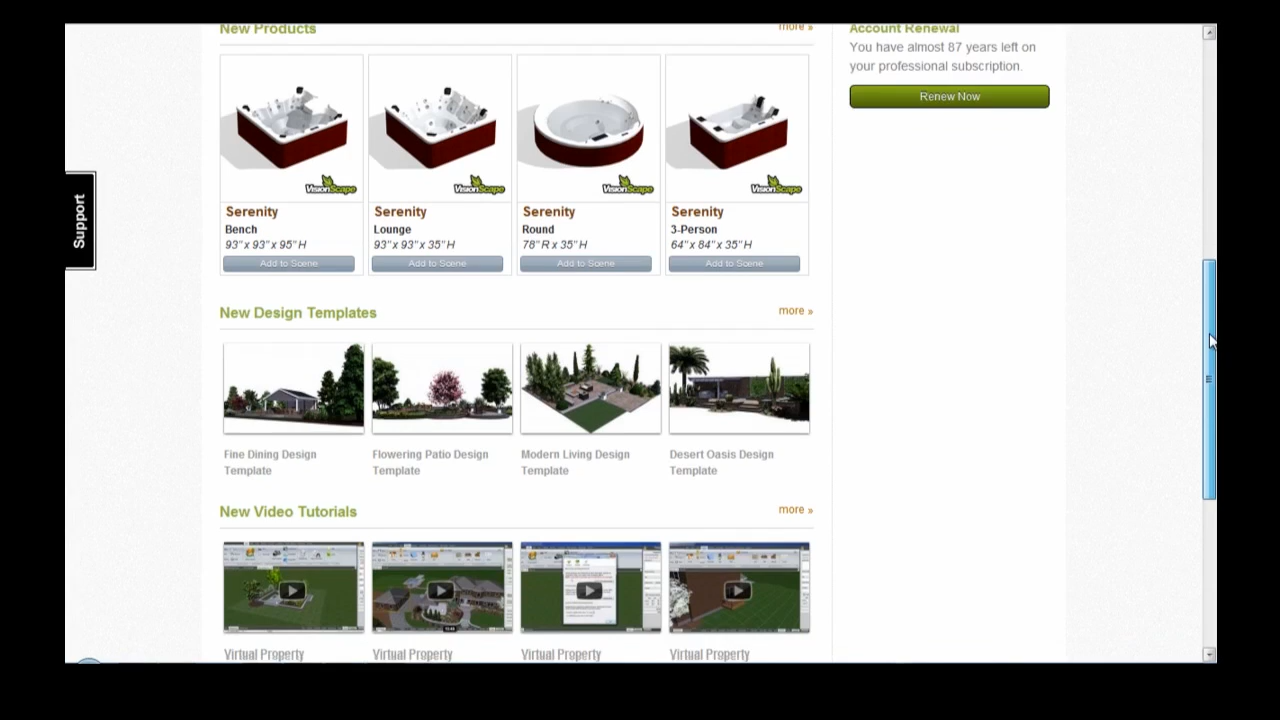 New Products
more »
Account Renewal
You have almost 87 years left on
your professional subscription.
Renew Now
Support
VisionScape
VisionScape
VisionScape
VisionScape
Serenity
Bench
93" x 93" x 95" H
Add to Scene
Serenity
Lounge
93" x 93" x 35" H
Add to Scene
Serenity
Round
78" R x 35" H
Add to Scene
Serenity
3-Person
64" x 84" x 35" H
Add to Scene
New Design Templates
more »
Fine Dining Design
Template
Flowering Patio Design
Template
Modern Living Design
Template
Desert Oasis Design
Template
New Video Tutorials
more »
Virtual Property
Virtual Property
Virtual Property
Virtual Property